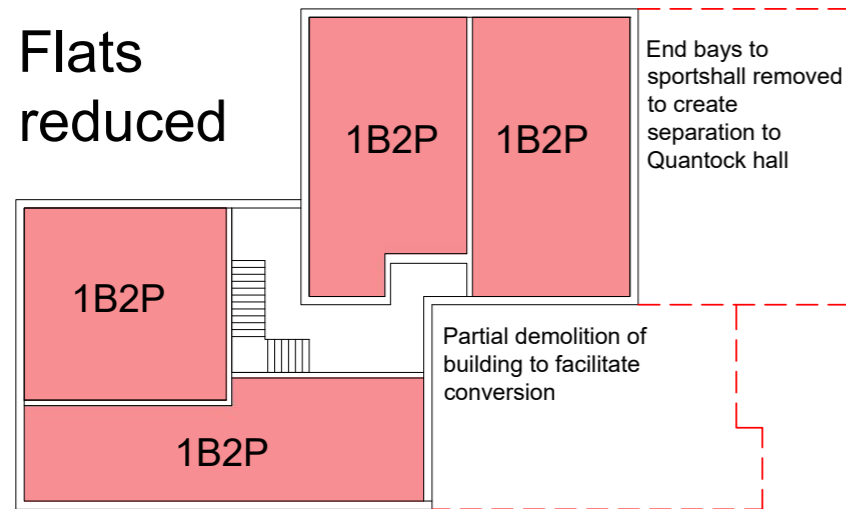 Flats
reduced
End bays to
sportshall removed
to create
separation to
Quantock hall
1B2P
1B2P
1B2P
Partial demolition of
building to facilitate
conversion
1B2P